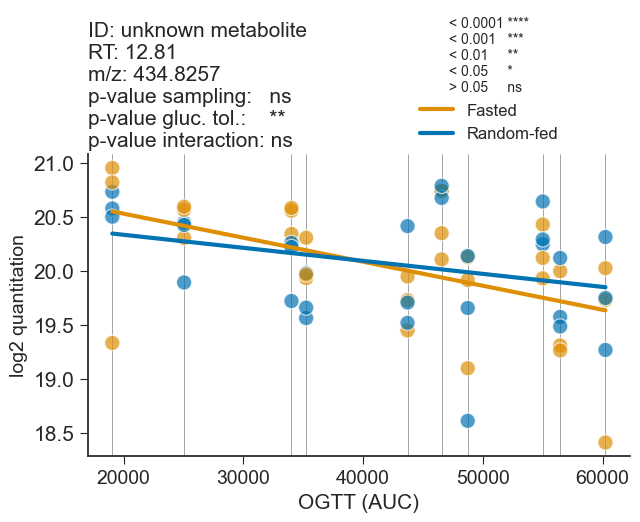 ID: unknown metabolite
RT: 12.81
m/z: 434.8257
p-value sampling: ns
p-value gluc. tol.: **
p-value interaction: ns
< 0.0001 ****
< 0.001 ***
< 0.01 **
< 0.05 *
> 0.05 ns
Fasted
Random-fed
21.0
20.5
20.0
19.5
19.0
18.5
log2 quantitation
20000 30000 40000 50000 60000
OGTT (AUC)